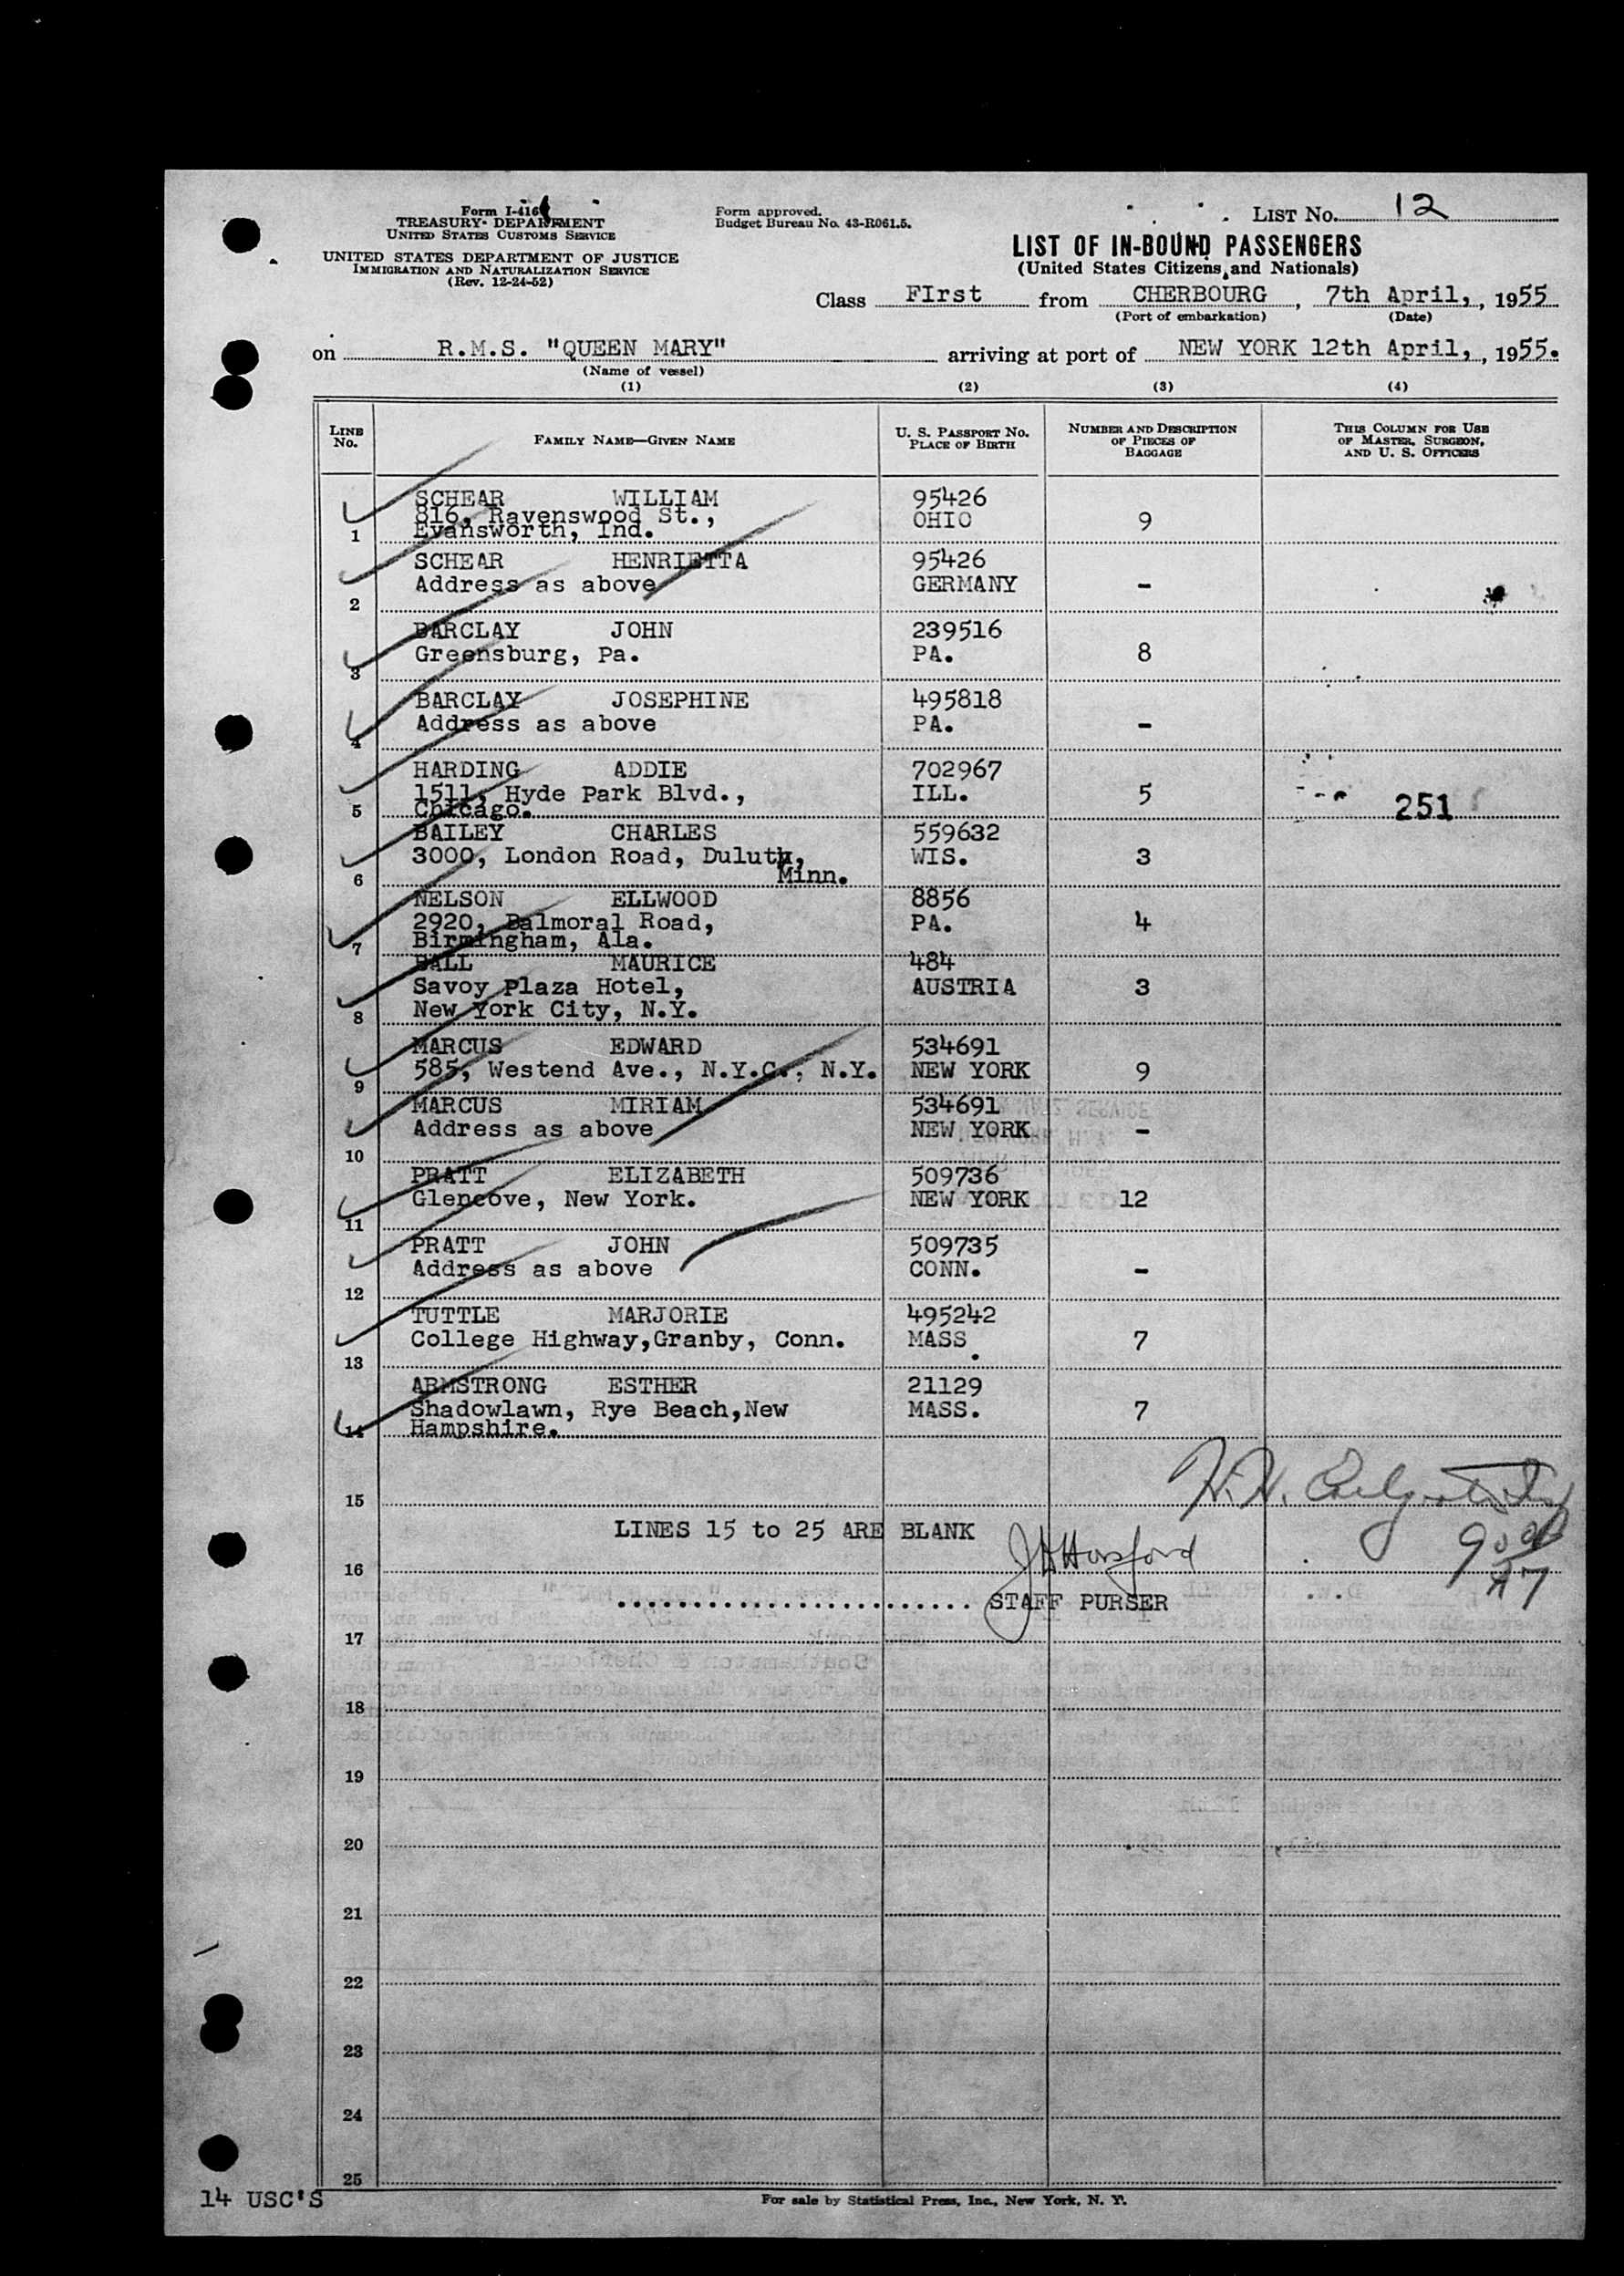 Form I-416
TREASURY DEPARTMENT
UNITED STATES CUSTOMS SERVICE
UNITED STATES DEPARTMENT OF JUSTICE
IMMIGRATION AND NATURALIZATION SERVICE
(Rev. 12-24-52)
Form approved.
Budget Bureau No. 43-R061.5.
LIST No. 12
LIST OF IN-BOUND PASSENGERS
(United States Citizens and Nationals)
Class FIrst from CHERBOURG, 7th April, , 1955
(Port of embarkation) (Date)
on R.M.S. "QUEEN MARY" arriving at port of NEW YORK 12th April, , 1955.
(Name of vessel)
(1) (2) (3) (4)
LINE No. FAMILY NAME—GIVEN NAME U. S. PASSPORT No. PLACE OF BIRTH NUMBER AND DESCRIPTION OF PIECES OF BAGGAGE THIS COLUMN FOR USE OF MASTER, SURGEON, AND U. S. OFFICERS
SCHEAR WILLIAM 95426
816, Ravenswood St., OHIO 9
1 Evansworth, Ind.
SCHEAR HENRIETTA 95426
Address as above GERMANY -
2
BARCLAY JOHN 239516
Greensburg, Pa. PA. 8
3
BARCLAY JOSEPHINE 495818
Address as above PA. -
4
HARDING ADDIE 702967
1511, Hyde Park Blvd., ILL. 5
5 Chicago. 251
BAILEY CHARLES 559632
3000, London Road, Duluth, WIS. 3
6 Minn.
NELSON ELLWOOD 8856
2920, Balmoral Road, PA. 4
7 Birmingham, Ala.
MAURICE 484
Savoy Plaza Hotel, AUSTRIA 3
8 New York City, N.Y.
MARCUS EDWARD 534691
585, Westend Ave., N.Y.C., N.Y. NEW YORK 9
9
MARCUS MIRIAM 534691
Address as above NEW YORK -
10
PRATT ELIZABETH 509736
Glencove, New York. NEW YORK 12
11
PRATT JOHN 509735
Address as above CONN. -
12
TUTTLE MARJORIE 495242
College Highway,Granby, Conn. MASS. 7
13
ARMSTRONG ESTHER 21129
Shadowlawn, Rye Beach,New MASS. 7
14 Hampshire.
15
LINES 15 to 25 ARE BLANK
J Horsford
16
STAFF PURSER
17
18
19
20
21
22
23
24
25
14 USC'S
For sale by Statistical Press, Inc., New York, N. Y.